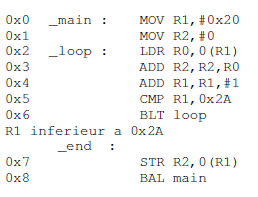 0x0 _main : MOV R1,#0x20
0x1 MOV R2,#0
0x2 _loop : LDR R0,0(R1)
0x3 ADD R2,R2,R0
0x4 ADD R1,R1,#1
0x5 CMP R1,0x2A
0x6 BLT loop
R1 inferieur a 0x2A
_end :
0x7 STR R2,0(R1)
0x8 BAL main